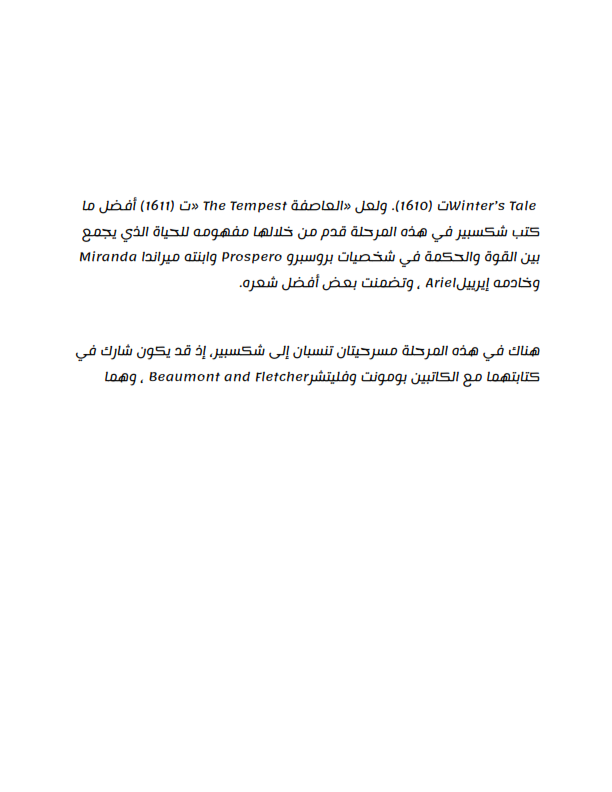 Winter's Taleت (1610). ولعل «العاصفة The Tempest «ت (1611) أفضل ما
كتب شكسبير في هذه المرحلة قدم من خلالها مفهومه للحياة الذي يجمع
بين القوة والحكمة في شخصيات بروسبرو Prospero وابنته ميراندا Miranda
وخادمه إيرييلAriel ، وتضمنت بعض أفضل شعره.
هناك في هذه المرحلة مسرحيتان تنسبان إلى شكسبير، إذ قد يكون شارك في
كتابتهما مع الكاتبين بومونت وفليتشرBeaumont and Fletcher ، وهما